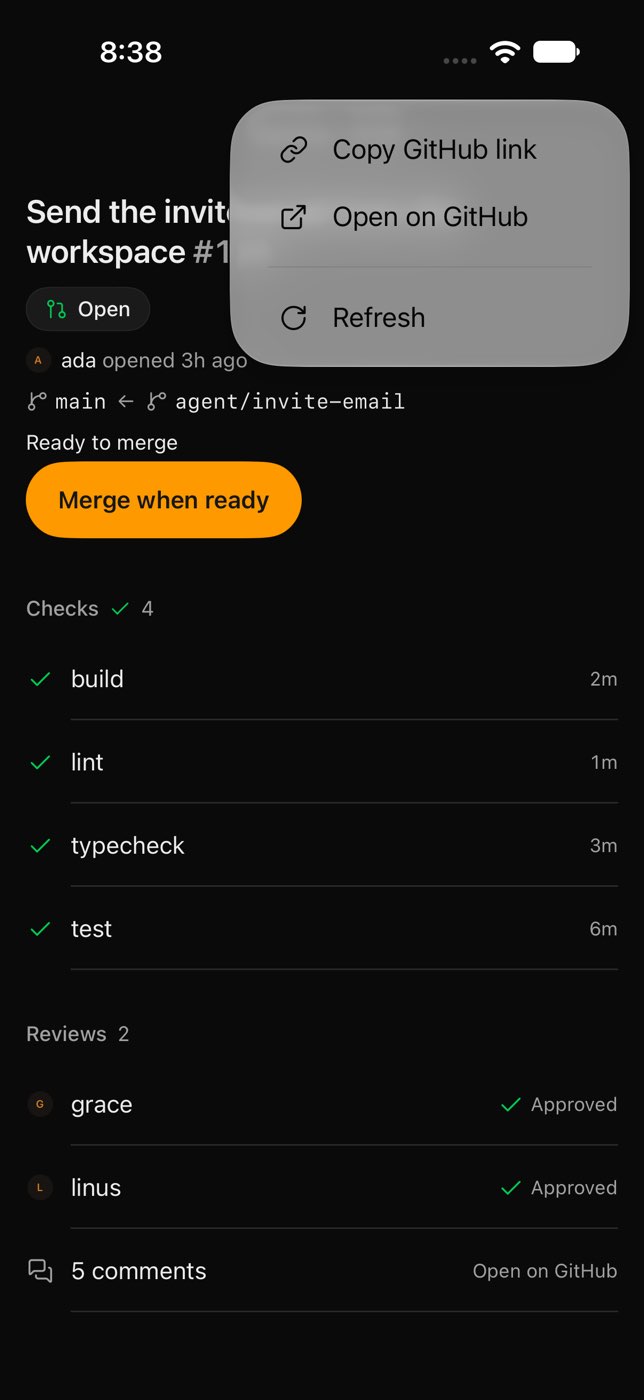 8:38
Copy GitHub link
Open on GitHub
Refresh
Send the
workspace #1
Open
A ada opened 3h ago
main ← agent/invite-email
Ready to merge
Merge when ready
Checks 4
build 2m
lint 1m
typecheck 3m
test 6m
Reviews 2
G grace Approved
L linus Approved
5 comments Open on GitHub